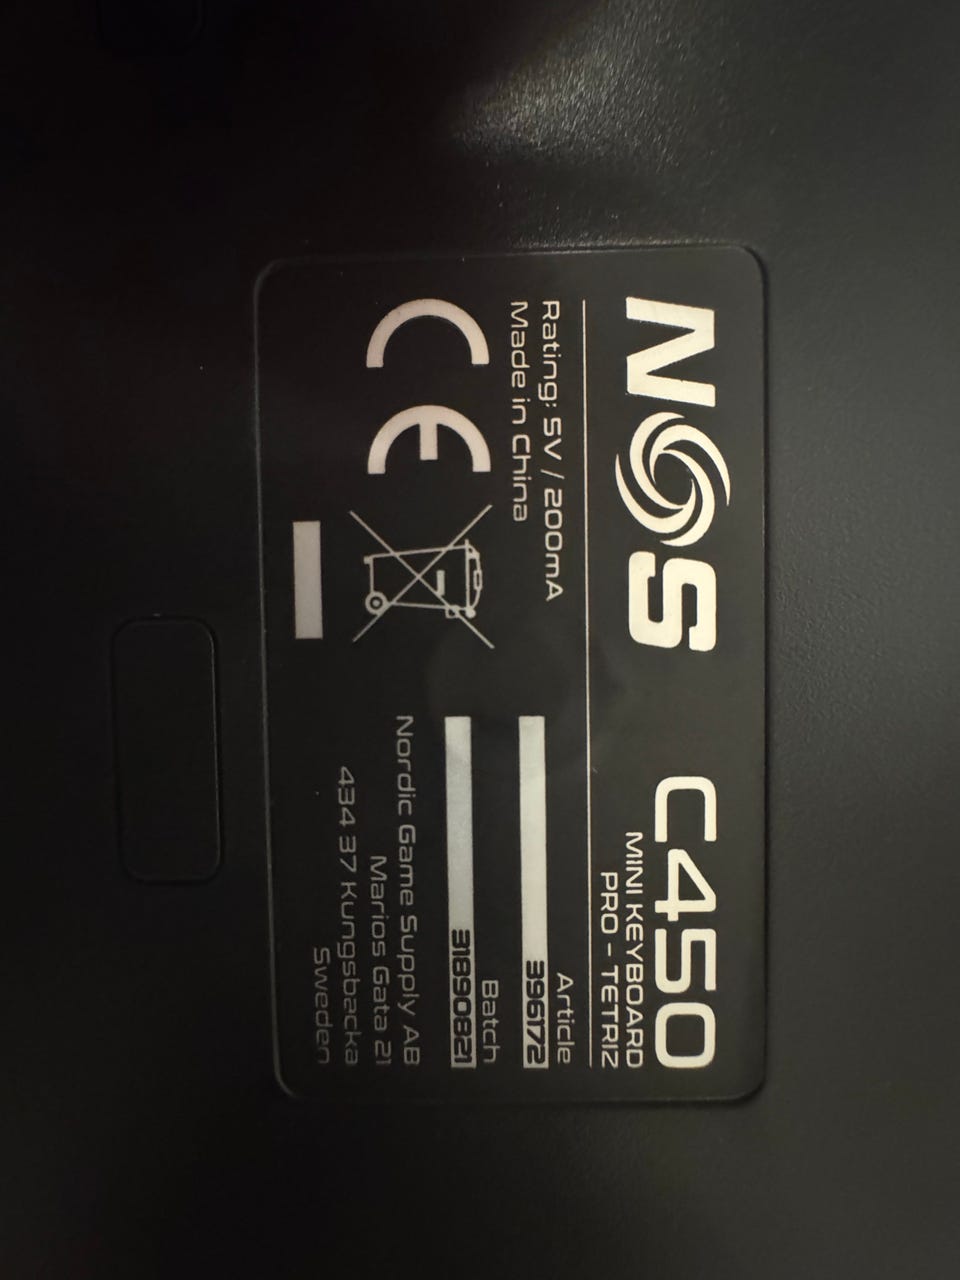 NOS
C450
MINI KEYBOARD
PRO - TETRIZ
Rating: 5V / 200mA
Made in China
CE
Article
396172
Batch
31890821
Nordic Game Supply AB
Marios Gata 21
434 37 Kungsbacka
Sweden